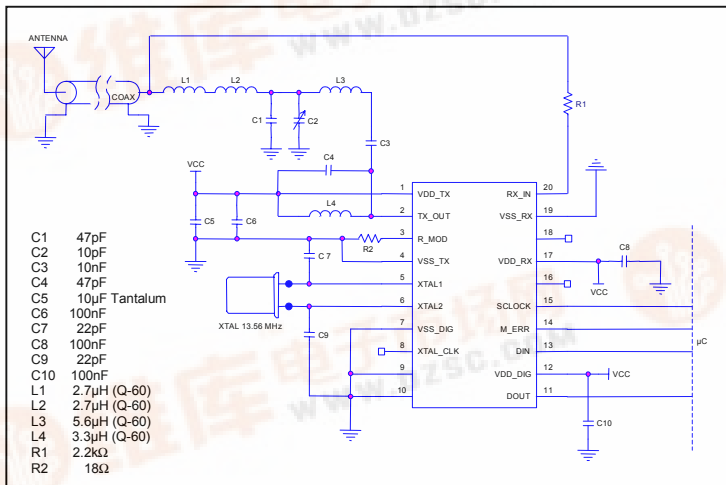 ANTENNA
COAX
L1
L2
L3
C1
C2
C3
R1
C4
VCC
L4
C5
C6
R2
C 7
XTAL 13.56 MHz
C9
1 VDD_TX
2 TX_OUT
3 R_MOD
4 VSS_TX
5 XTAL1
6 XTAL2
7 VSS_DIG
8 XTAL_CLK
9
10
RX_IN 20
VSS_RX 19
18
VDD_RX 17
16
SCLOCK 15
M_ERR 14
DIN 13
VDD_DIG 12
DOUT 11
C8
VCC
µC
VCC
C10
C1 47pF
C2 10pF
C3 10nF
C4 47pF
C5 10µF Tantalum
C6 100nF
C7 22pF
C8 100nF
C9 22pF
C10 100nF
L1 2.7µH (Q-60)
L2 2.7µH (Q-60)
L3 5.6µH (Q-60)
L4 3.3µH (Q-60)
R1 2.2kΩ
R2 18Ω
www.dzsc.com